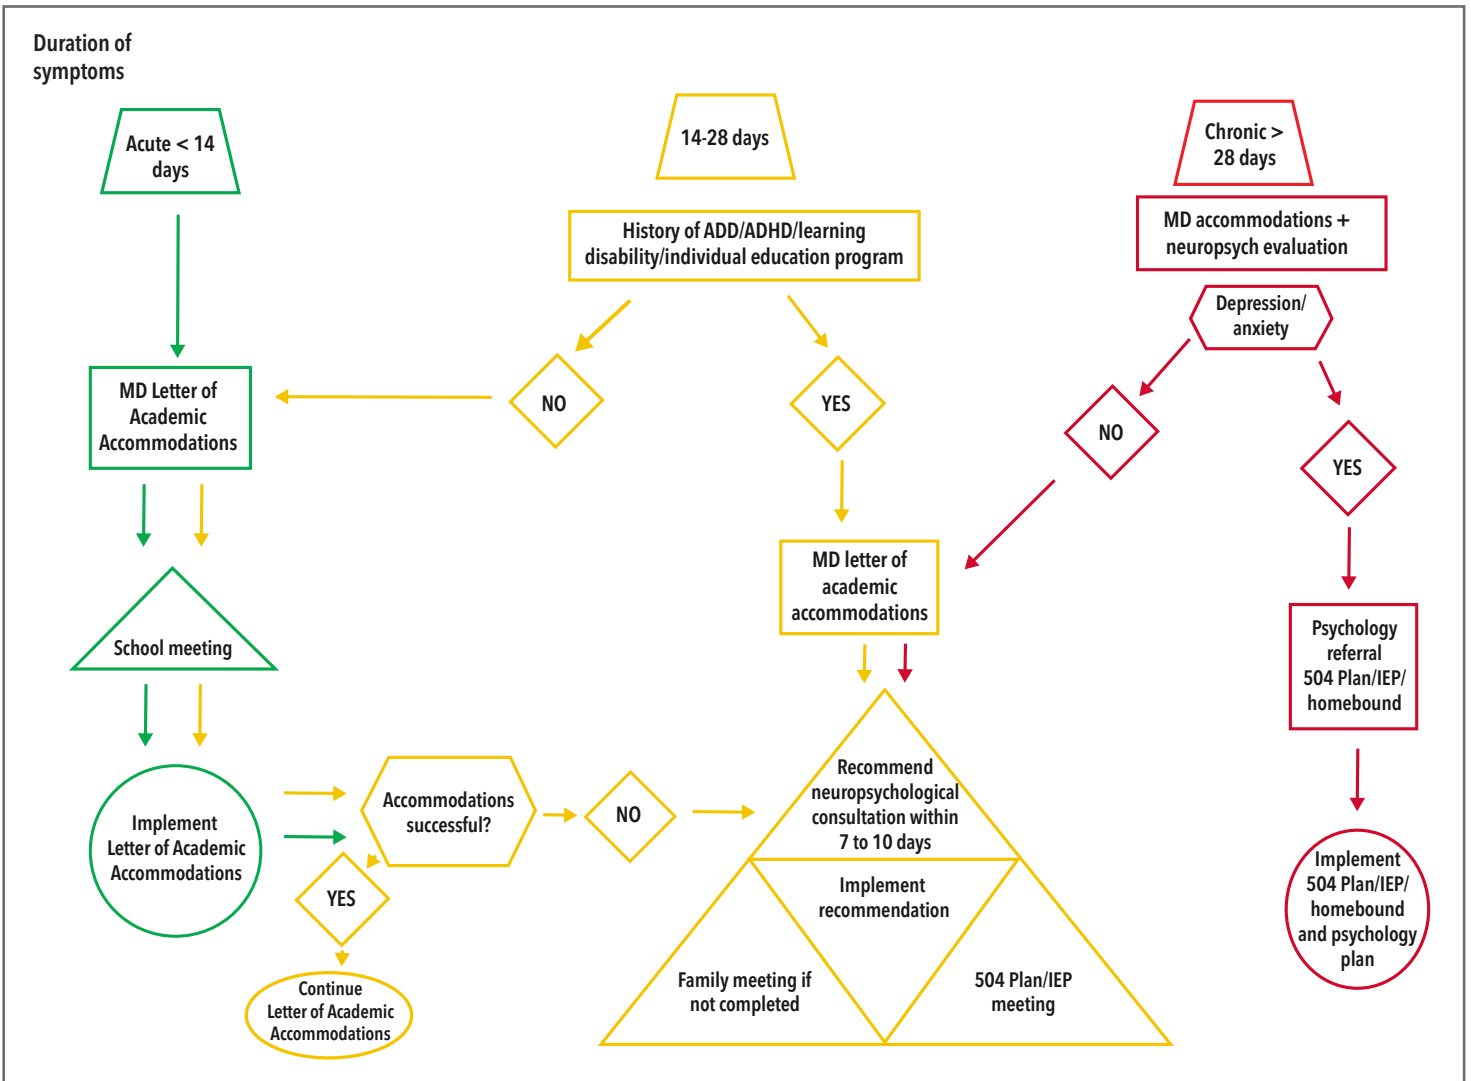 Duration of
symptoms
Acute < 14
days
14-28 days
Chronic >
28 days
History of ADD/ADHD/learning
disability/individual education program
MD accommodations +
neuropsych evaluation
Depression/
anxiety
MD Letter of
Academic
Accommodations
NO
YES
NO
YES
MD letter of
academic
accommodations
School meeting
Psychology
referral
504 Plan/IEP/
homebound
Implement
Letter of Academic
Accommodations
Accommodations
successful?
NO
YES
Continue
Letter of Academic
Accommodations
Recommend
neuropsychological
consultation within
7 to 10 days
Implement
recommendation
Family meeting if
not completed
504 Plan/IEP
meeting
Implement
504 Plan/IEP/
homebound
and psychology
plan